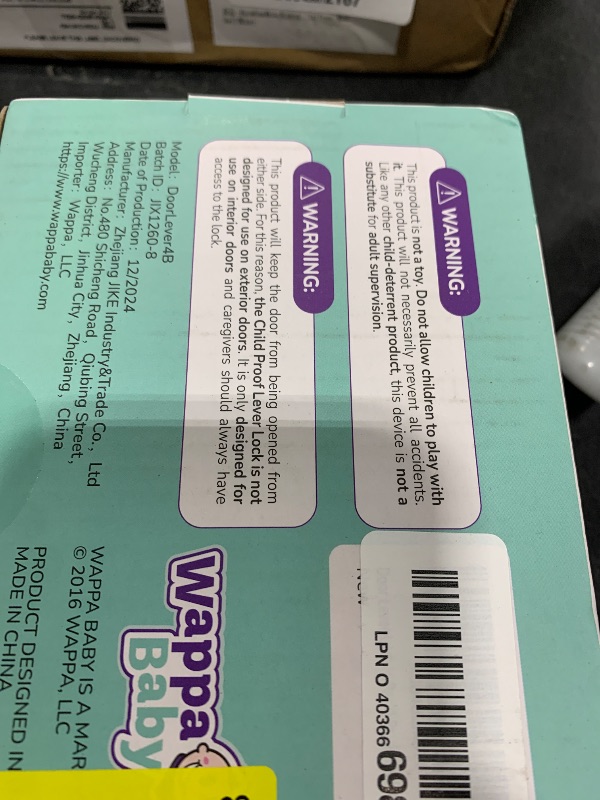 WARNING:
This product is not a toy. Do not allow children to play with
it. This product will not necessarily prevent all accidents.
Like any other child-deterrent product, this device is not a
substitute for adult supervision.
WARNING:
This product will keep the door from being opened from
either side. For this reason, the Child Proof Lever Lock is not
designed for use on exterior doors. It is only designed for
use on interior doors and caregivers should always have
access to the lock.
Model: DoorLever4B
Batch ID: JIX1260-8
Date of Production: 12/2024
Manufacturer: Zhejiang JIKE Industry&Trade Co., Ltd
Address: No.480 Shicheng Road, Qiubing Street,
Wucheng District, Jinhua City, Zhejiang, China
Importer: Wappa, LLC
https://www.wappababy.com
LPN O 40366 69
New
Wappa
Baby
WAPPA BABY IS A MAR
© 2016 WAPPA, LLC
PRODUCT DESIGNED IN
MADE IN CHINA